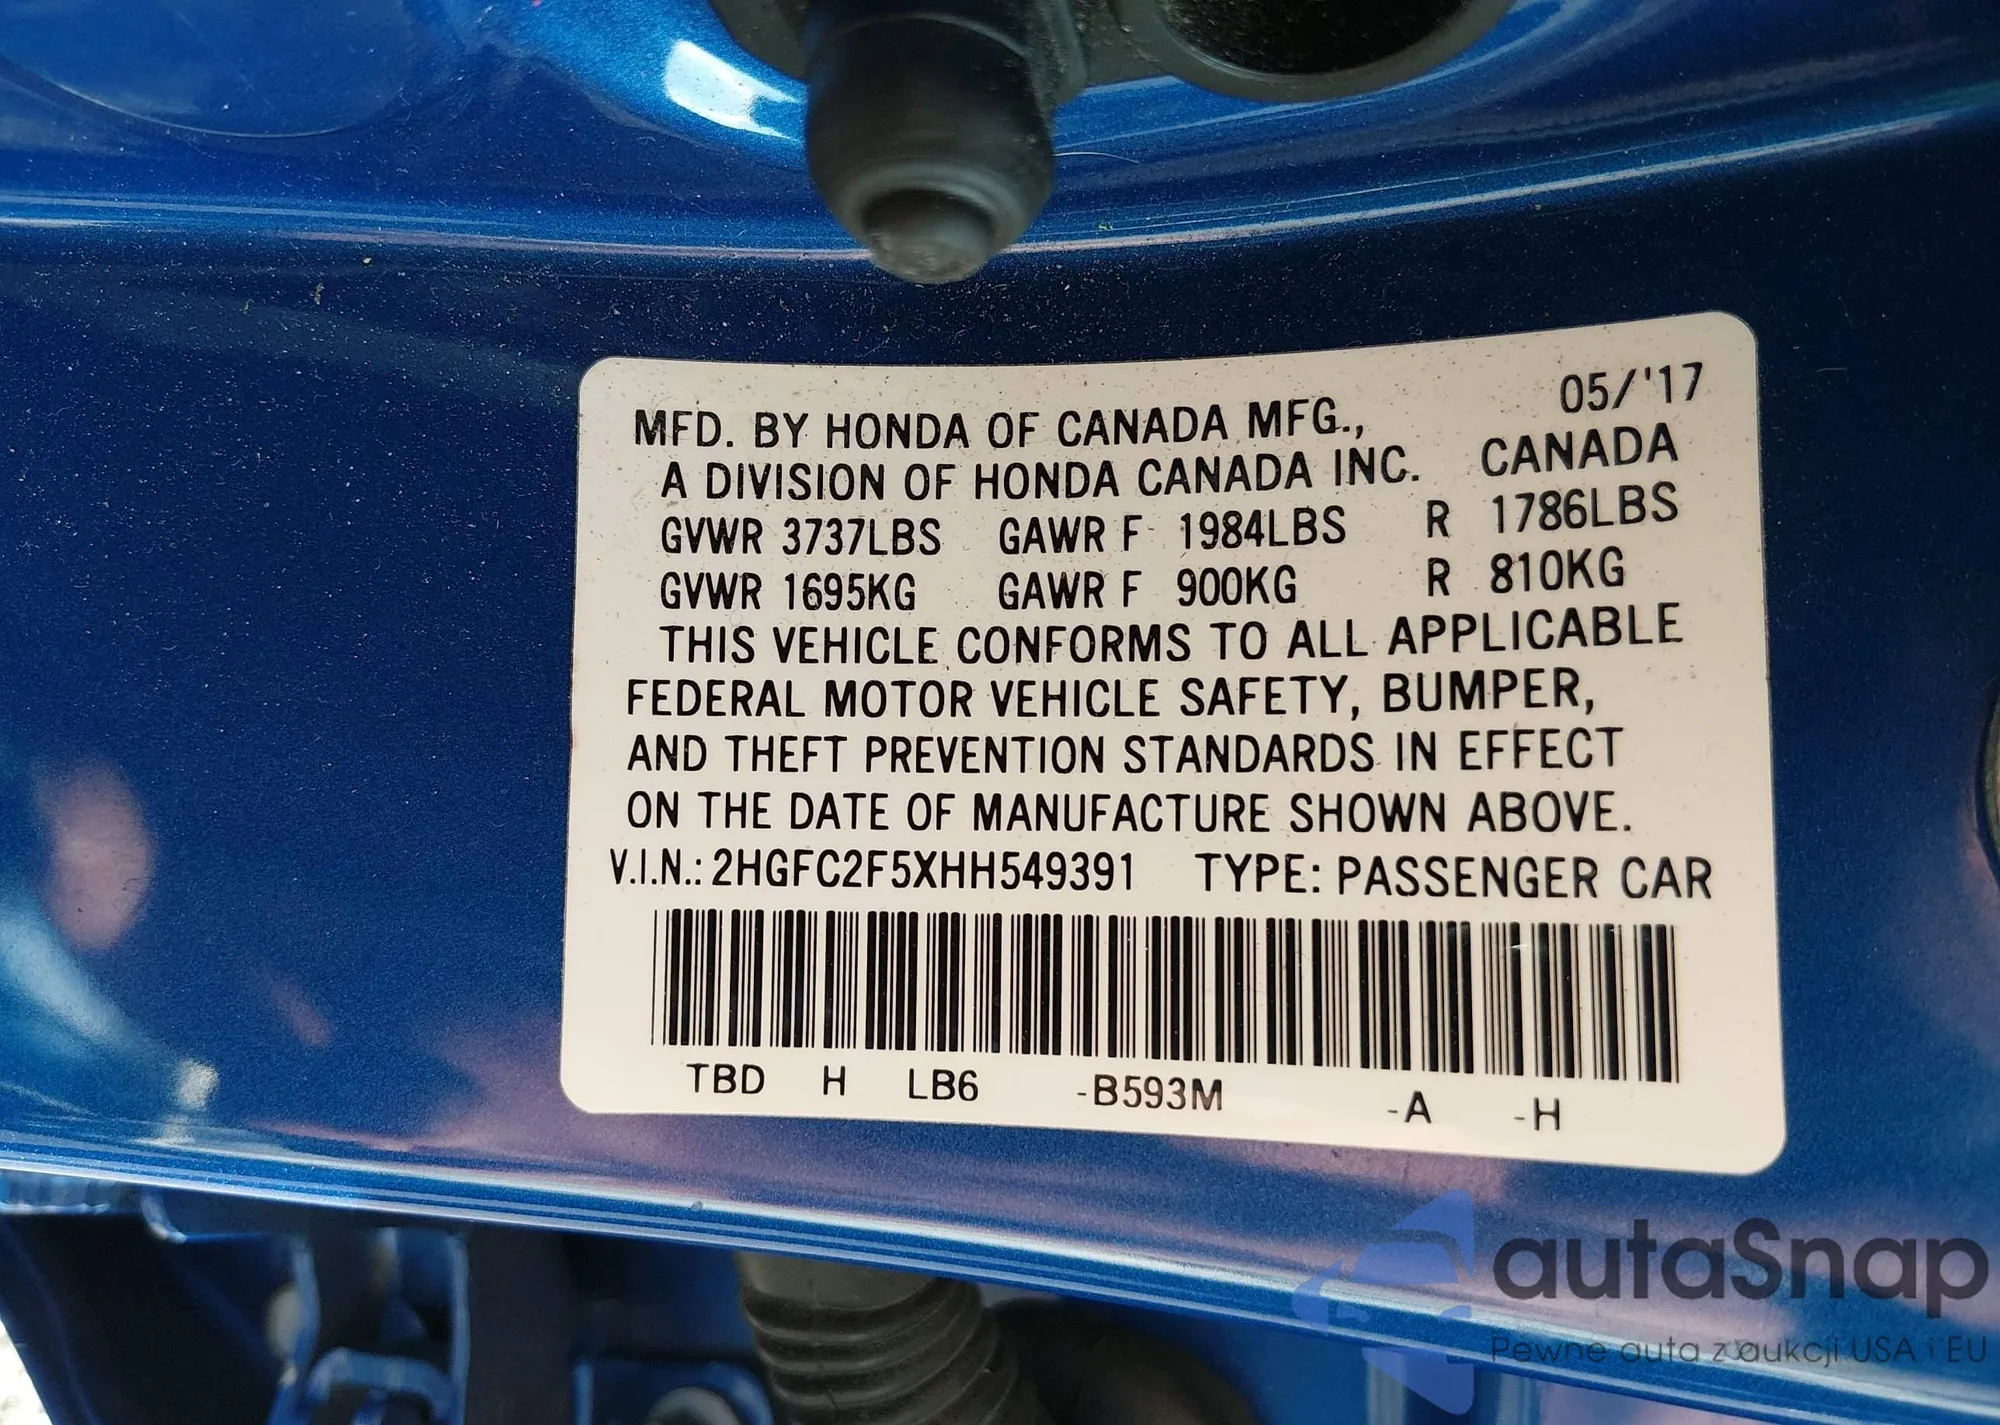 05/'17
MFD. BY HONDA OF CANADA MFG.,
A DIVISION OF HONDA CANADA INC. CANADA
GVWR 3737LBS GAWR F 1984LBS R 1786LBS
GVWR 1695KG GAWR F 900KG R 810KG
THIS VEHICLE CONFORMS TO ALL APPLICABLE
FEDERAL MOTOR VEHICLE SAFETY, BUMPER,
AND THEFT PREVENTION STANDARDS IN EFFECT
ON THE DATE OF MANUFACTURE SHOWN ABOVE.
V.I.N.: 2HGFC2F5XHH549391 TYPE: PASSENGER CAR
TBD H LB6 -B593M -A -H
autaSnap
Pewne auta z aukcji USA i EU